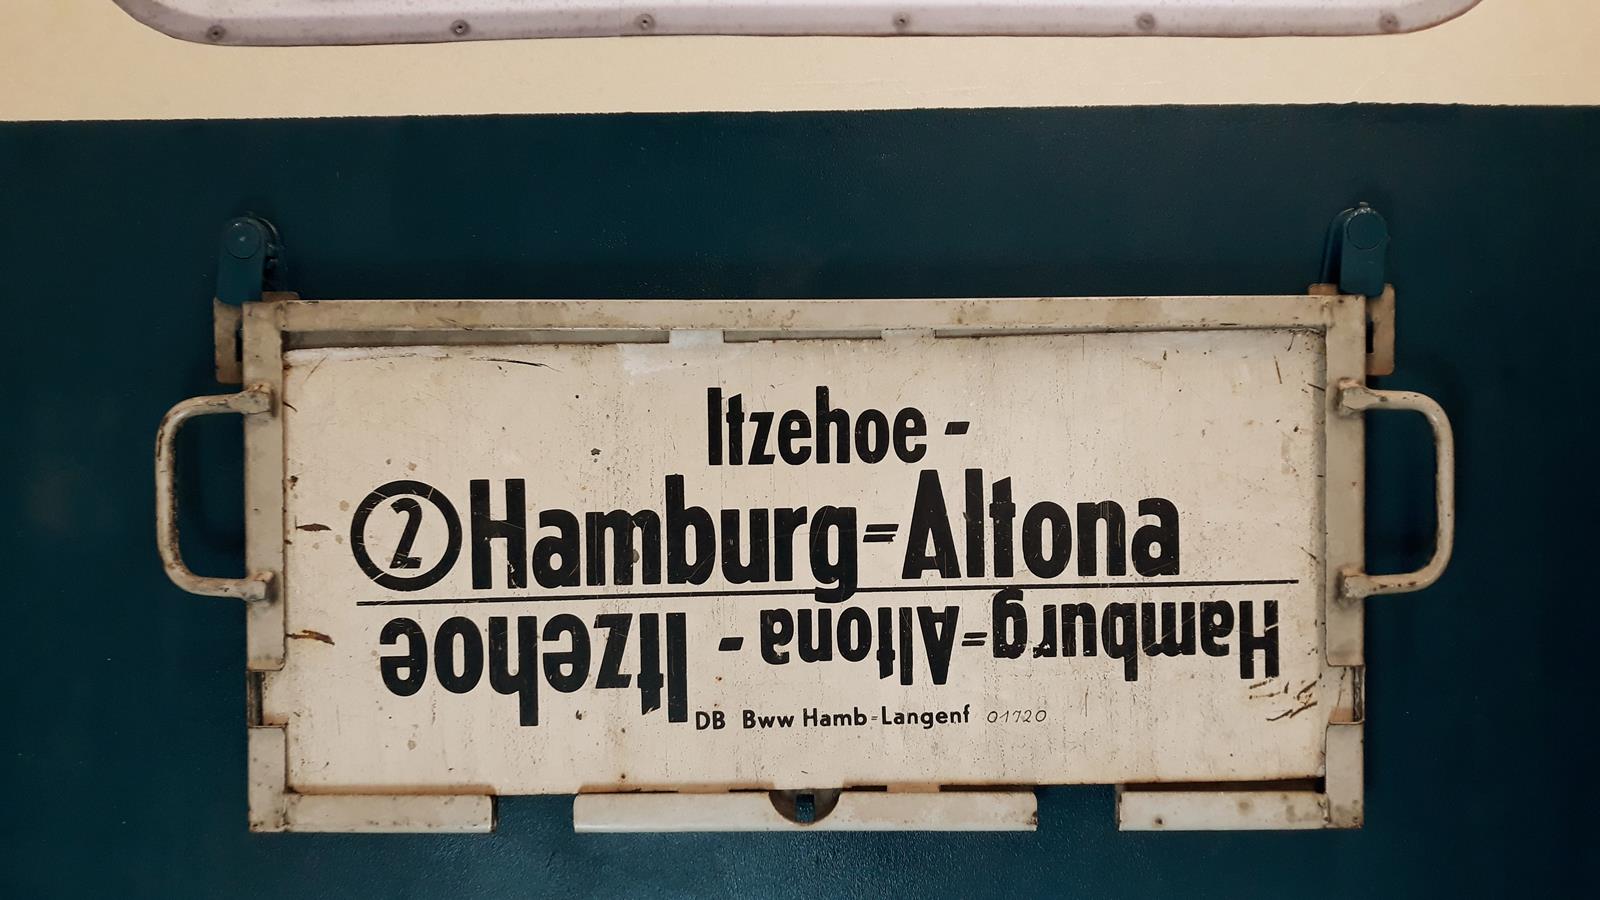 Itzehoe -
2 Hamburg=Altona
Hamburg=Altona - Itzehoe
DB Bww Hamb=Langenf 01720